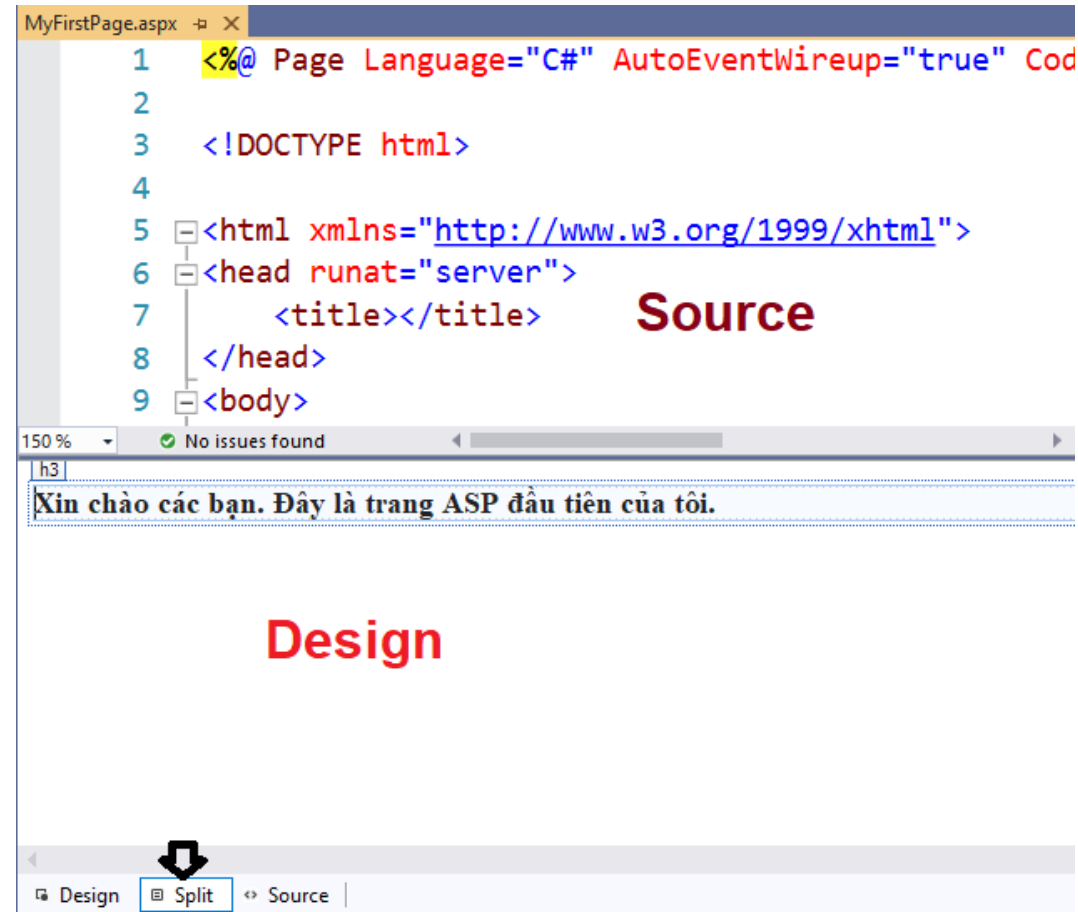 MyFirstPage.aspx
1 <%@ Page Language="C#" AutoEventWireup="true" Cod
2
3 <!DOCTYPE html>
4
5 <html xmlns="http://www.w3.org/1999/xhtml">
6 <head runat="server">
7 <title></title>
Source
8 </head>
9 <body>
150 % No issues found
h3
Xin chào các bạn. Đây là trang ASP đầu tiên của tôi.
Design
Design Split Source